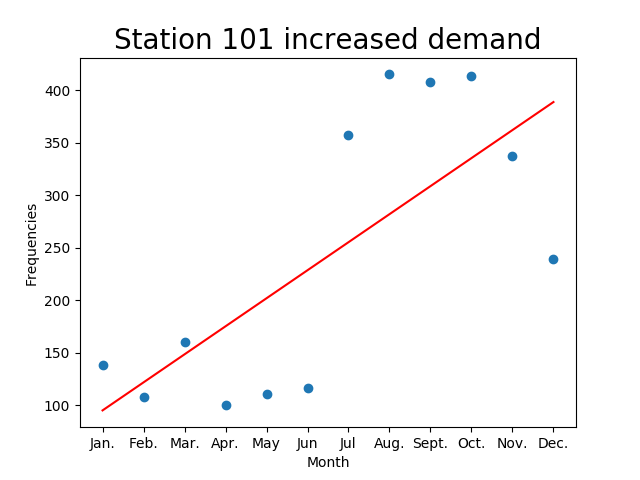 Station 101 increased demand
400
350
300
250
200
150
100
Frequencies
Jan. Feb. Mar. Apr. May Jun Jul Aug. Sept. Oct. Nov. Dec.
Month